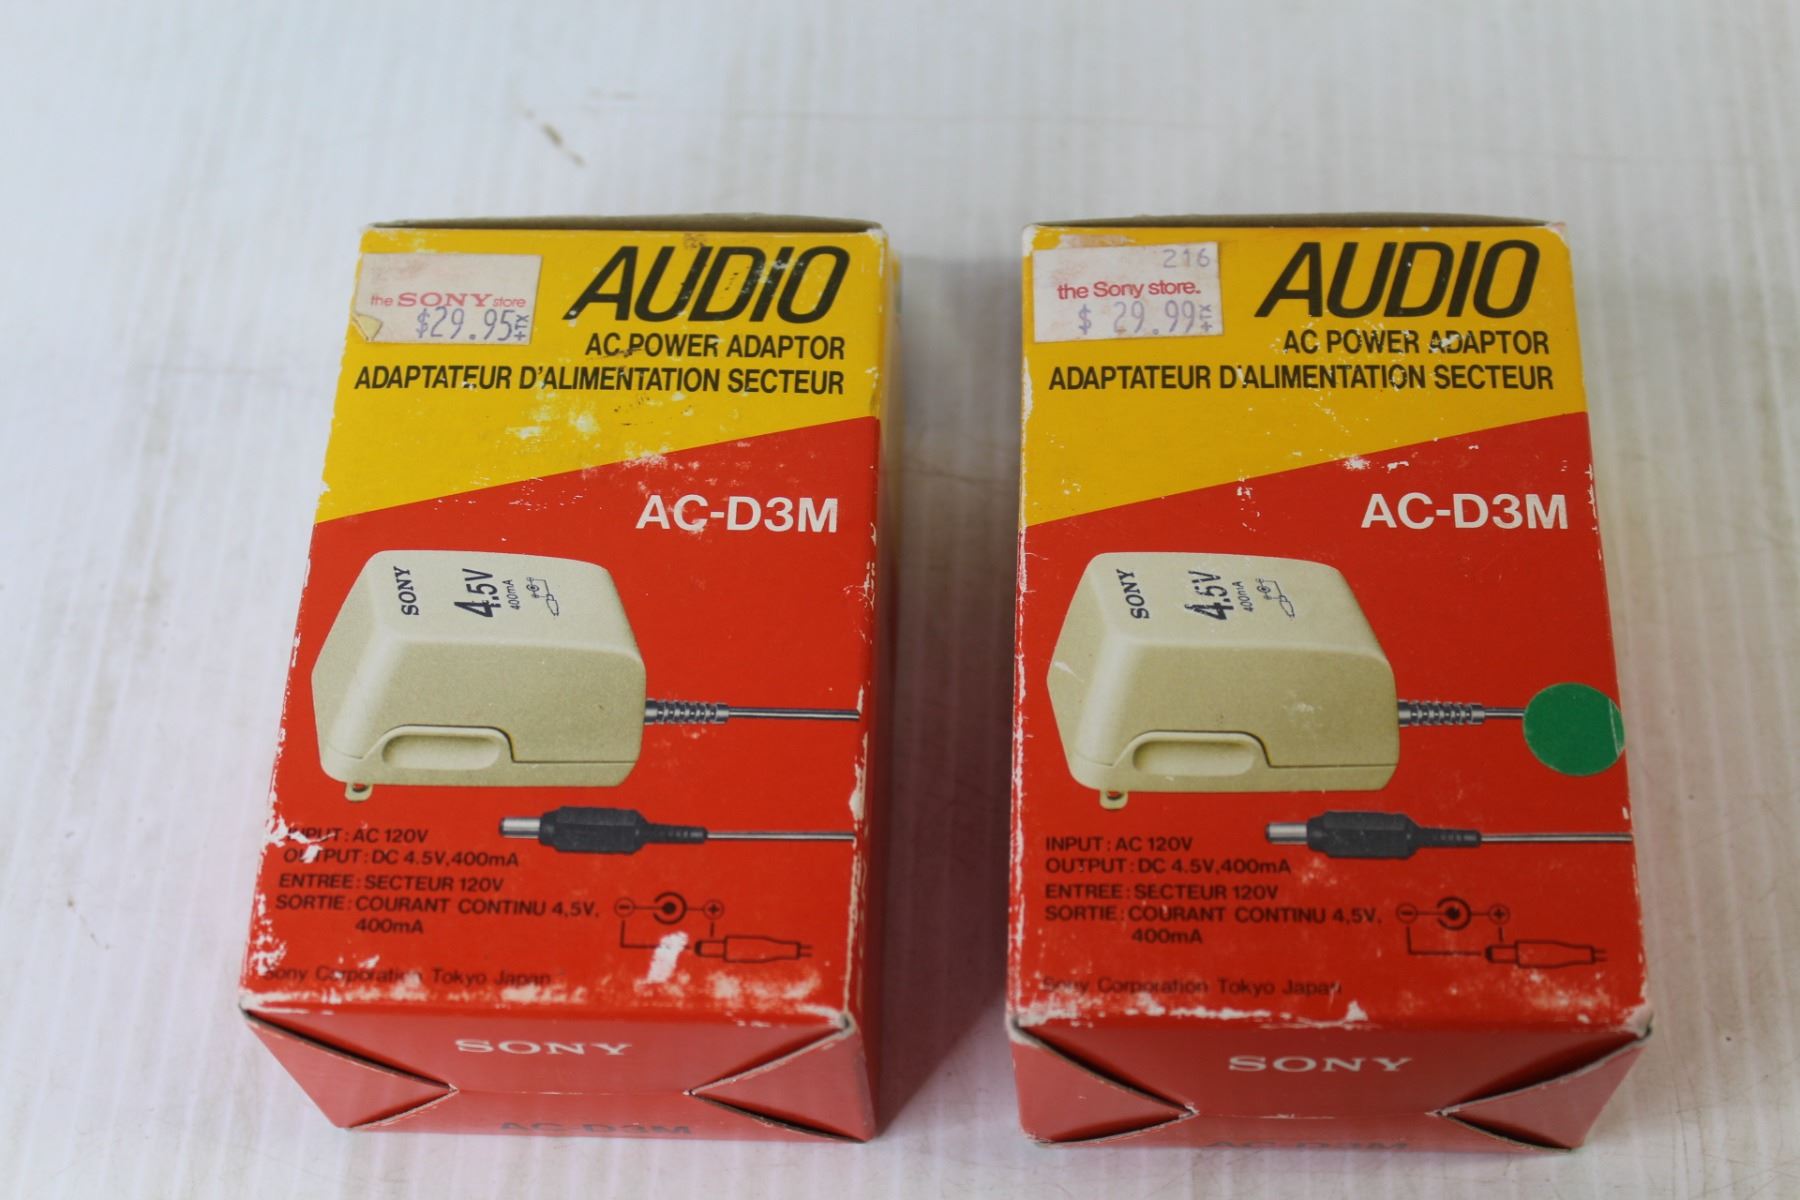 the SONY store
$29.95 +TX
AUDIO
AC POWER ADAPTOR
ADAPTATEUR D'ALIMENTATION SECTEUR
AC-D3M
SONY
4.5V
400mA
INPUT : AC 120V
OUTPUT : DC 4.5V,400mA
ENTREE : SECTEUR 120V
SORTIE : COURANT CONTINU 4,5V,
400mA
Sony Corporation Tokyo Japan
SONY
AC-D3M
216
the Sony store.
$ 29.99 +TX
AUDIO
AC POWER ADAPTOR
ADAPTATEUR D'ALIMENTATION SECTEUR
AC-D3M
SONY
4.5V
400mA
INPUT : AC 120V
OUTPUT : DC 4.5V,400mA
ENTREE : SECTEUR 120V
SORTIE : COURANT CONTINU 4,5V,
400mA
Sony Corporation Tokyo Japan
SONY
AC-D3M